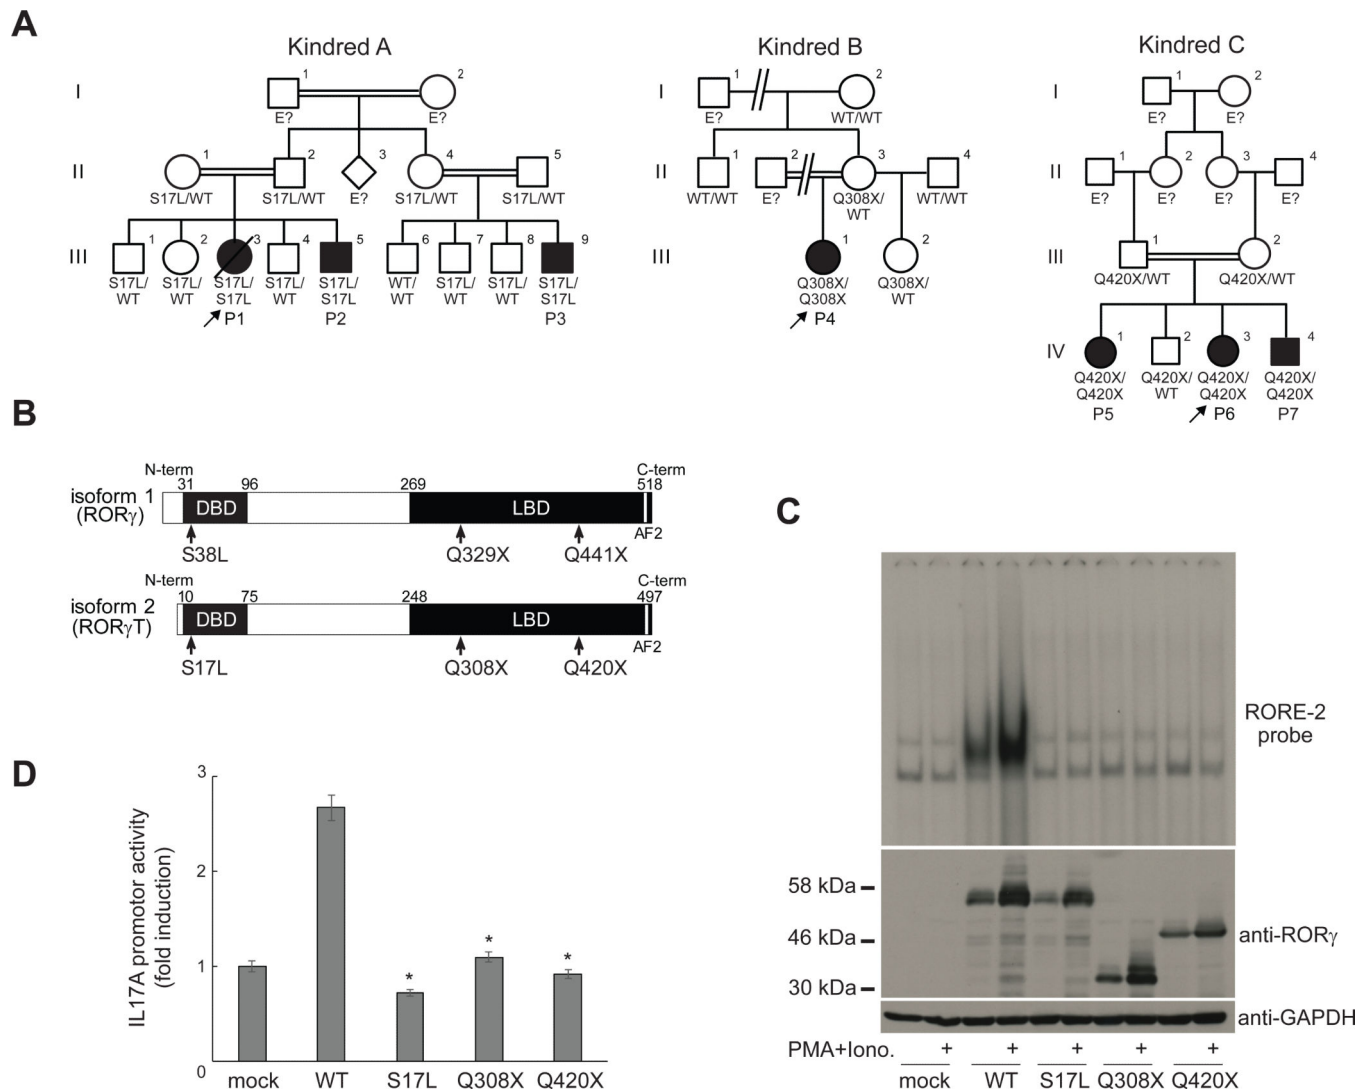 A
Kindred A
I
1
2
E?
E?
II
1
2
3
4
5
S17L/WT
S17L/WT
E?
S17L/WT
S17L/WT
III
1
2
3
4
5
6
7
8
9
S17L/
WT
S17L/
WT
S17L/
S17L
S17L/
WT
S17L/
S17L
WT/
WT
S17L/
WT
S17L/
WT
S17L/
S17L
P1
P2
P3
Kindred B
I
1
2
E?
WT/WT
II
1
2
3
4
WT/WT
E?
Q308X/
WT
WT/WT
III
1
2
Q308X/
Q308X
Q308X/
WT
P4
Kindred C
I
1
2
E?
E?
II
1
2
3
4
E?
E?
E?
E?
III
1
2
Q420X/WT
Q420X/WT
IV
1
2
3
4
Q420X/
Q420X
Q420X/
WT
Q420X/
Q420X
Q420X/
Q420X
P5
P6
P7
B
N-term
C-term
31
96
269
518
isoform 1
(RORγ)
DBD
LBD
AF2
S38L
Q329X
Q441X
N-term
C-term
10
75
248
497
isoform 2
(RORγT)
DBD
LBD
AF2
S17L
Q308X
Q420X
C
RORE-2
probe
58 kDa
46 kDa
30 kDa
anti-RORγ
anti-GAPDH
PMA+Iono.
+
+
+
+
+
mock
WT
S17L
Q308X
Q420X
D
IL17A promotor activity
(fold induction)
3
2
1
0
*
*
*
mock
WT
S17L
Q308X
Q420X